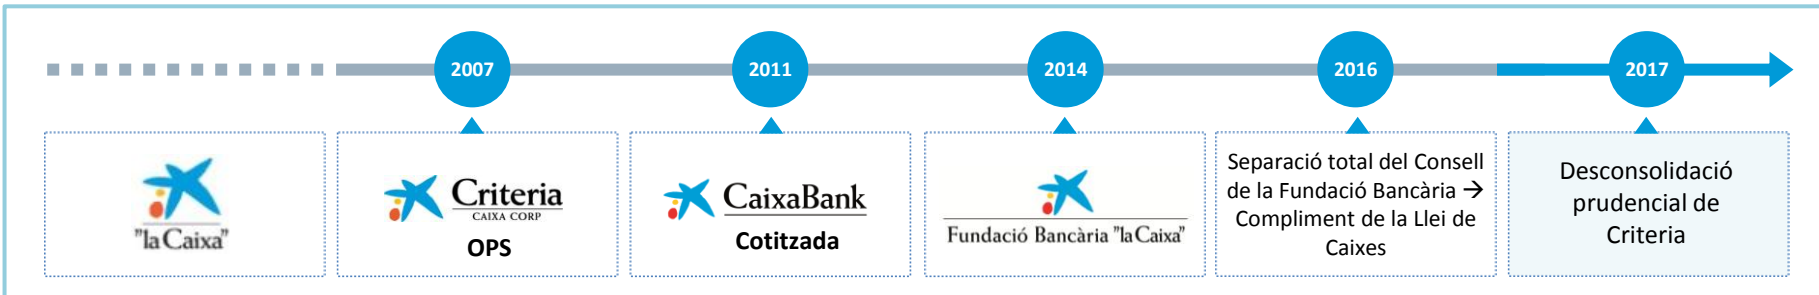 2007
2011
2014
2016
2017
"la Caixa"
Criteria
CAIXA CORP
OPS
CaixaBank
Cotitzada
Fundació Bancària "la Caixa"
Separació total del Consell
de la Fundació Bancària →
Compliment de la Llei de
Caixes
Desconsolidació
prudencial de
Criteria